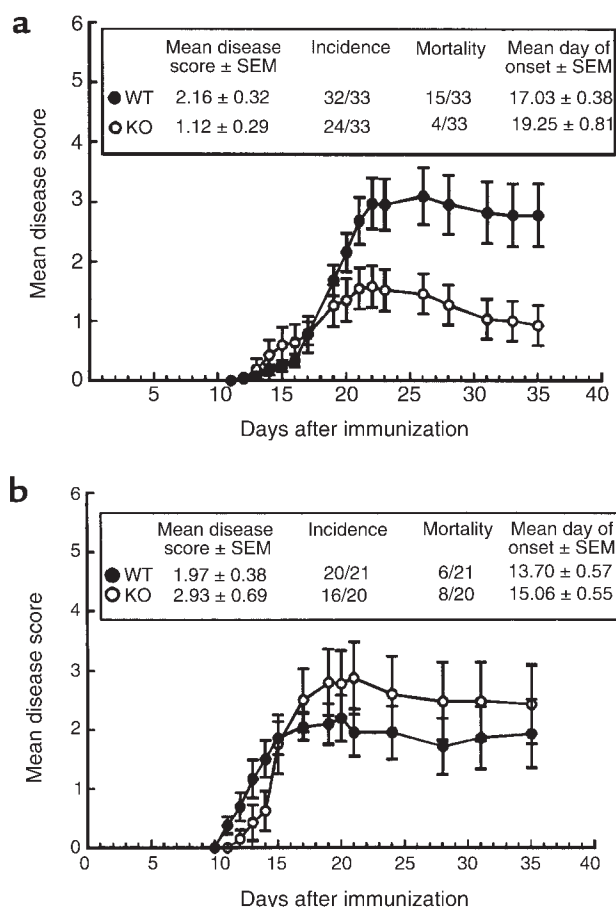 a
Mean disease score ± SEM Incidence Mortality Mean day of onset ± SEM
WT 2.16 ± 0.32 32/33 15/33 17.03 ± 0.38
KO 1.12 ± 0.29 24/33 4/33 19.25 ± 0.81
Mean disease score
6
5
4
3
2
1
0
5 10 15 20 25 30 35 40
Days after immunization
b
Mean disease score ± SEM Incidence Mortality Mean day of onset ± SEM
WT 1.97 ± 0.38 20/21 6/21 13.70 ± 0.57
KO 2.93 ± 0.69 16/20 8/20 15.06 ± 0.55
Mean disease score
6
5
4
3
2
1
0
0 5 10 15 20 25 30 35 40
Days after immunization